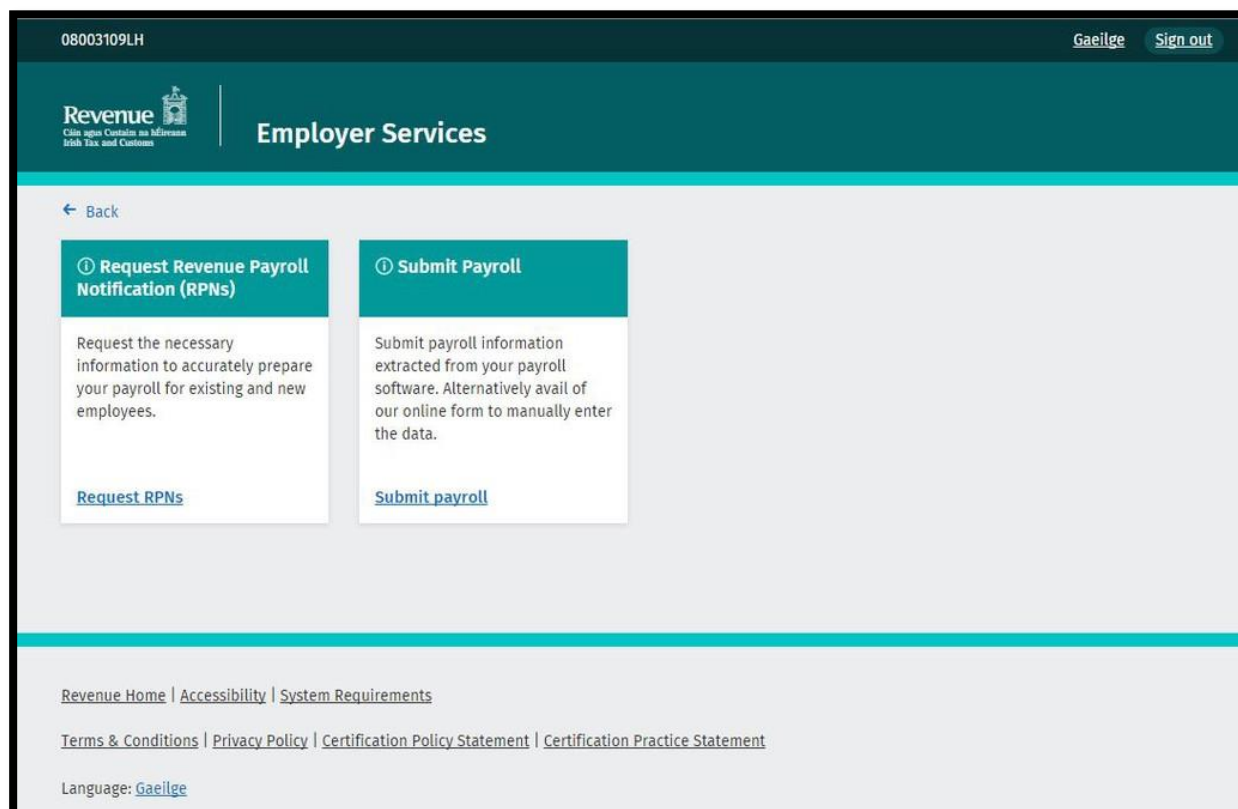 08003109LH
Gaeilge Sign out
Revenue
Cáin agus Custaim na hÉireann
Irish Tax and Customs
Employer Services
← Back
Request Revenue Payroll
Notification (RPNs)
Request the necessary
information to accurately prepare
your payroll for existing and new
employees.
Request RPNs
Submit Payroll
Submit payroll information
extracted from your payroll
software. Alternatively avail of
our online form to manually enter
the data.
Submit payroll
Revenue Home | Accessibility | System Requirements
Terms & Conditions | Privacy Policy | Certification Policy Statement | Certification Practice Statement
Language: Gaeilge